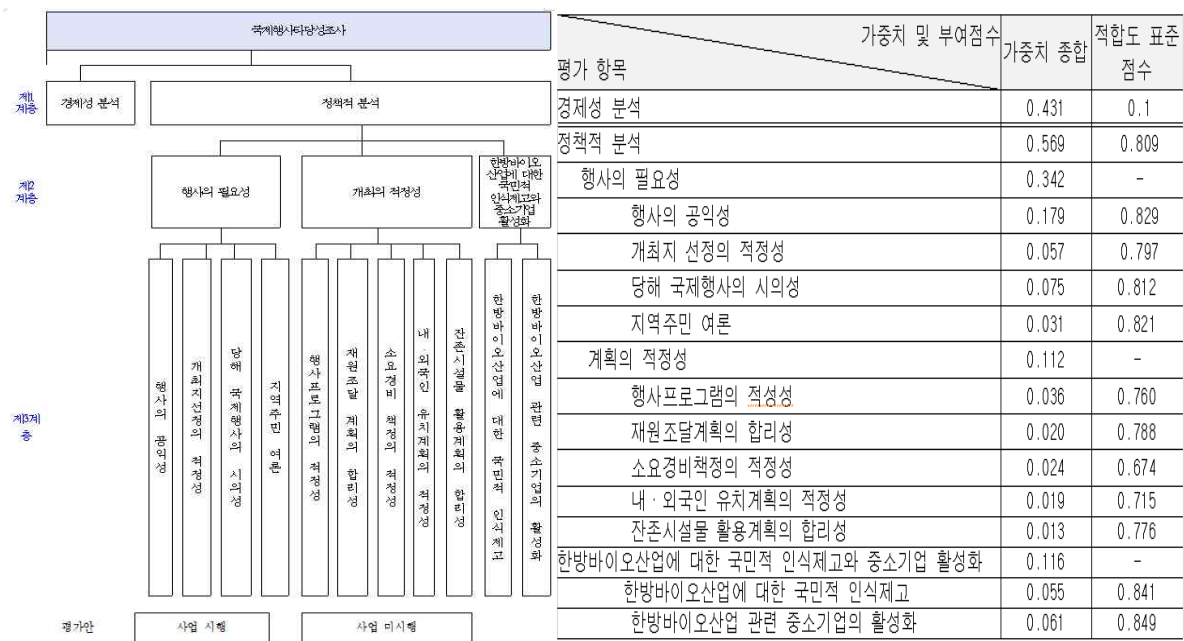 국제행사타당성조사
제1
계층
경제성 분석
정책적 분석
제2
계층
행사의 필요성
개최의 적정성
한방바이오
산업에 대한
국민적
인식제고와
중소기업
활성화
제3계
층
행사의 공익성
개최지선정의 적정성
당해 국제행사의 시의성
지역주민 여론
행사프로그램의 적정성
재원조달 계획의 합리성
소요경비 책정의 적정성
내·외국인 유치계획의 적정성
잔존시설물 활용계획의 합리성
한방바이오산업에 대한 국민적 인식제고
한방바이오산업 관련 중소기업의 활성화
평가안
사업 시행
사업 미시행
가중치 및 부여점수
평가 항목
가중치 종합
적합도 표준
점수
경제성 분석 0.431 0.1
정책적 분석 0.569 0.809
행사의 필요성 0.342 -
행사의 공익성 0.179 0.829
개최지 선정의 적정성 0.057 0.797
당해 국제행사의 시의성 0.075 0.812
지역주민 여론 0.031 0.821
계획의 적정성 0.112 -
행사프로그램의 적성성 0.036 0.760
재원조달계획의 합리성 0.020 0.788
소요경비책정의 적정성 0.024 0.674
내·외국인 유치계획의 적정성 0.019 0.715
잔존시설물 활용계획의 합리성 0.013 0.776
한방바이오산업에 대한 국민적 인식제고와 중소기업 활성화 0.116 -
한방바이오산업에 대한 국민적 인식제고 0.055 0.841
한방바이오산업 관련 중소기업의 활성화 0.061 0.849